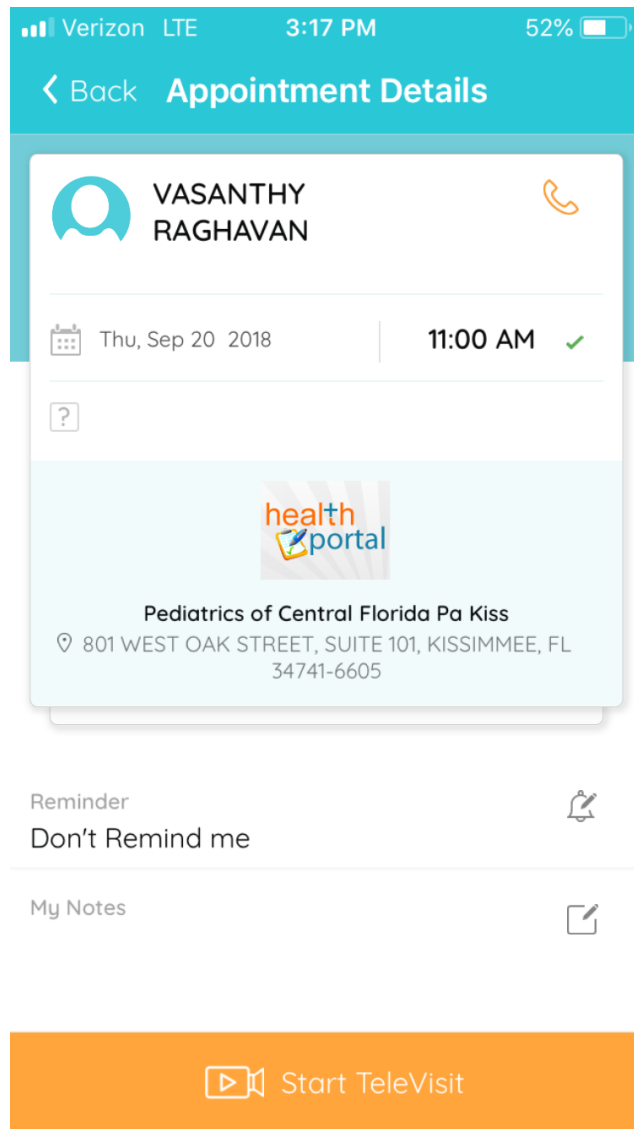 Verizon LTE 3:17 PM 52%
Back Appointment Details
VASANTHY
RAGHAVAN
Thu, Sep 20 2018 11:00 AM
?
health
portal
Pediatrics of Central Florida Pa Kiss
801 WEST OAK STREET, SUITE 101, KISSIMMEE, FL
34741-6605
Reminder
Don't Remind me
My Notes
Start TeleVisit